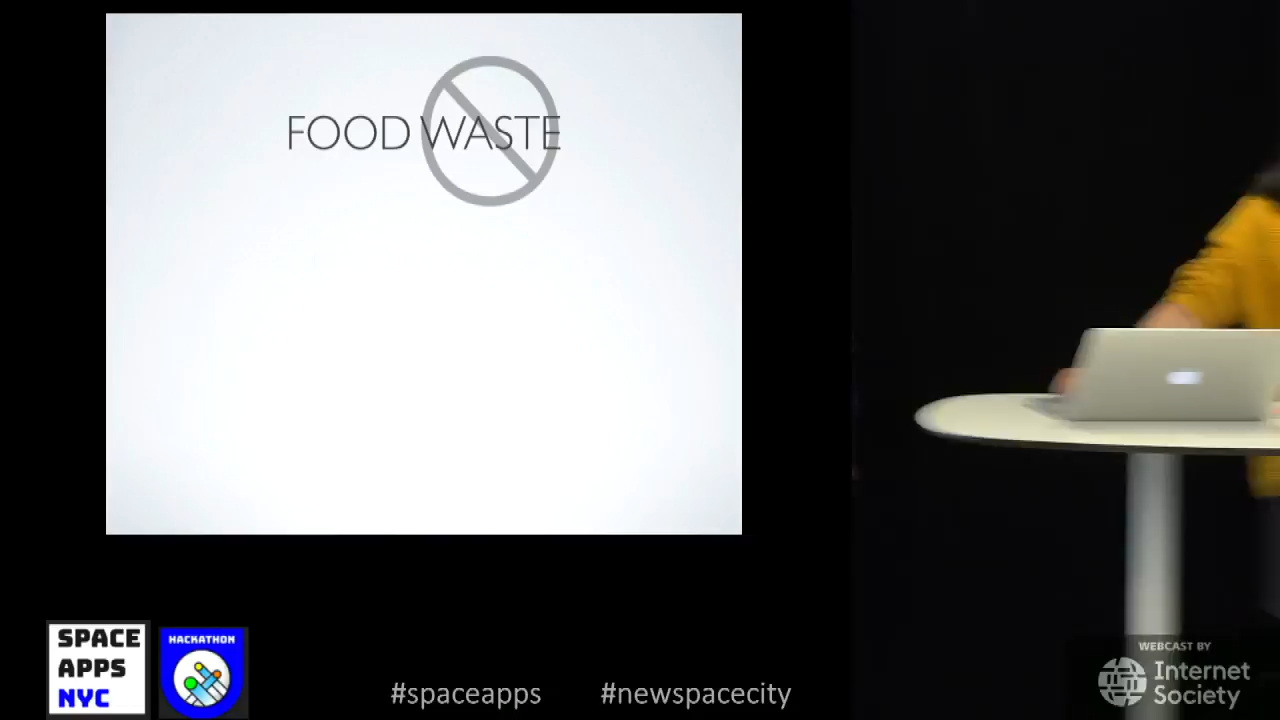 FOOD WASTE
SPACE
APPS
NYC
HACKATHON
#spaceapps
#newspacecity
WEBCAST BY
Internet
Society